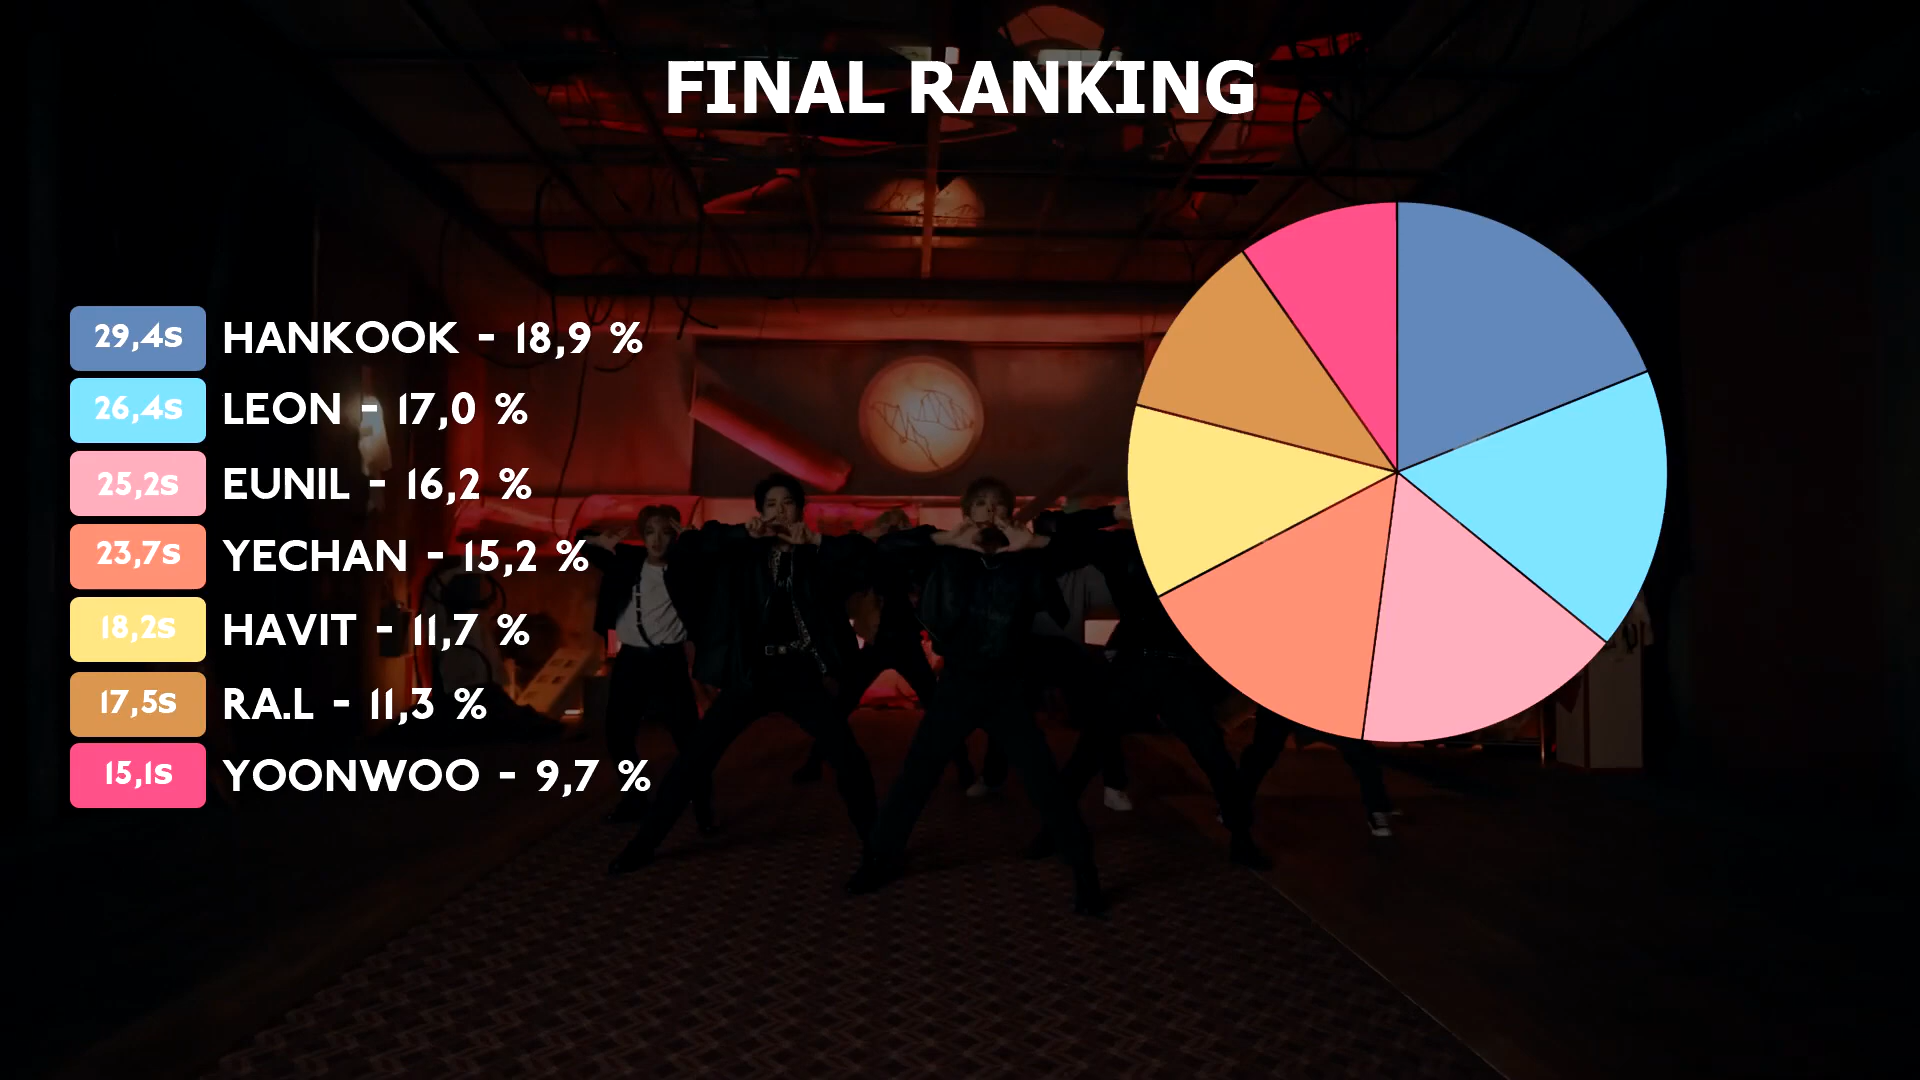 FINAL RANKING
29,4s HANKOOK - 18,9 %
26,4s LEON - 17,0 %
25,2s EUNIL - 16,2 %
23,7s YECHAN - 15,2 %
18,2s HAVIT - 11,7 %
17,5s RA.L - 11,3 %
15,1s YOONWOO - 9,7 %